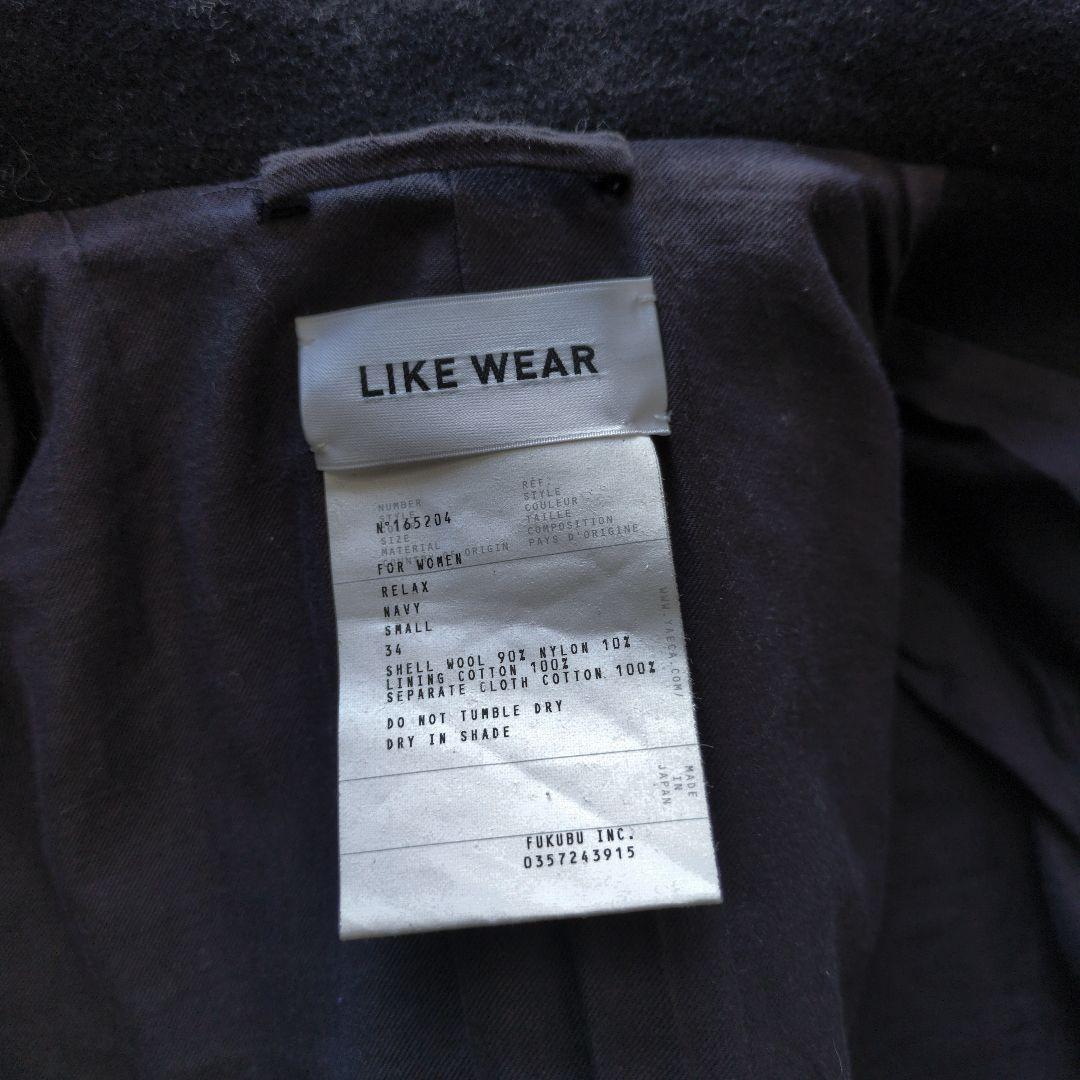 LIKE WEAR
NUMBER
STYLE
SIZE
MATERIAL
ORIGIN
RÉF.
STYLE
COULEUR
TAILLE
COMPOSITION
PAYS D'ORIGINE
N°165204
FOR WOMEN
RELAX
NAVY
SMALL
34
SHELL WOOL 90% NYLON 10%
LINING COTTON 100%
SEPARATE CLOTH COTTON 100%
DO NOT TUMBLE DRY
DRY IN SHADE
WWW.YAECA.COM/
MADE
IN
JAPAN
FUKUBU INC.
0357243915